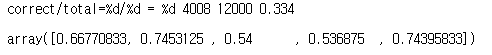 correct/total=%d/%d = %d 4008 12000 0.334
array([0.66770833, 0.7453125 , 0.54      , 0.536875  , 0.74395833])